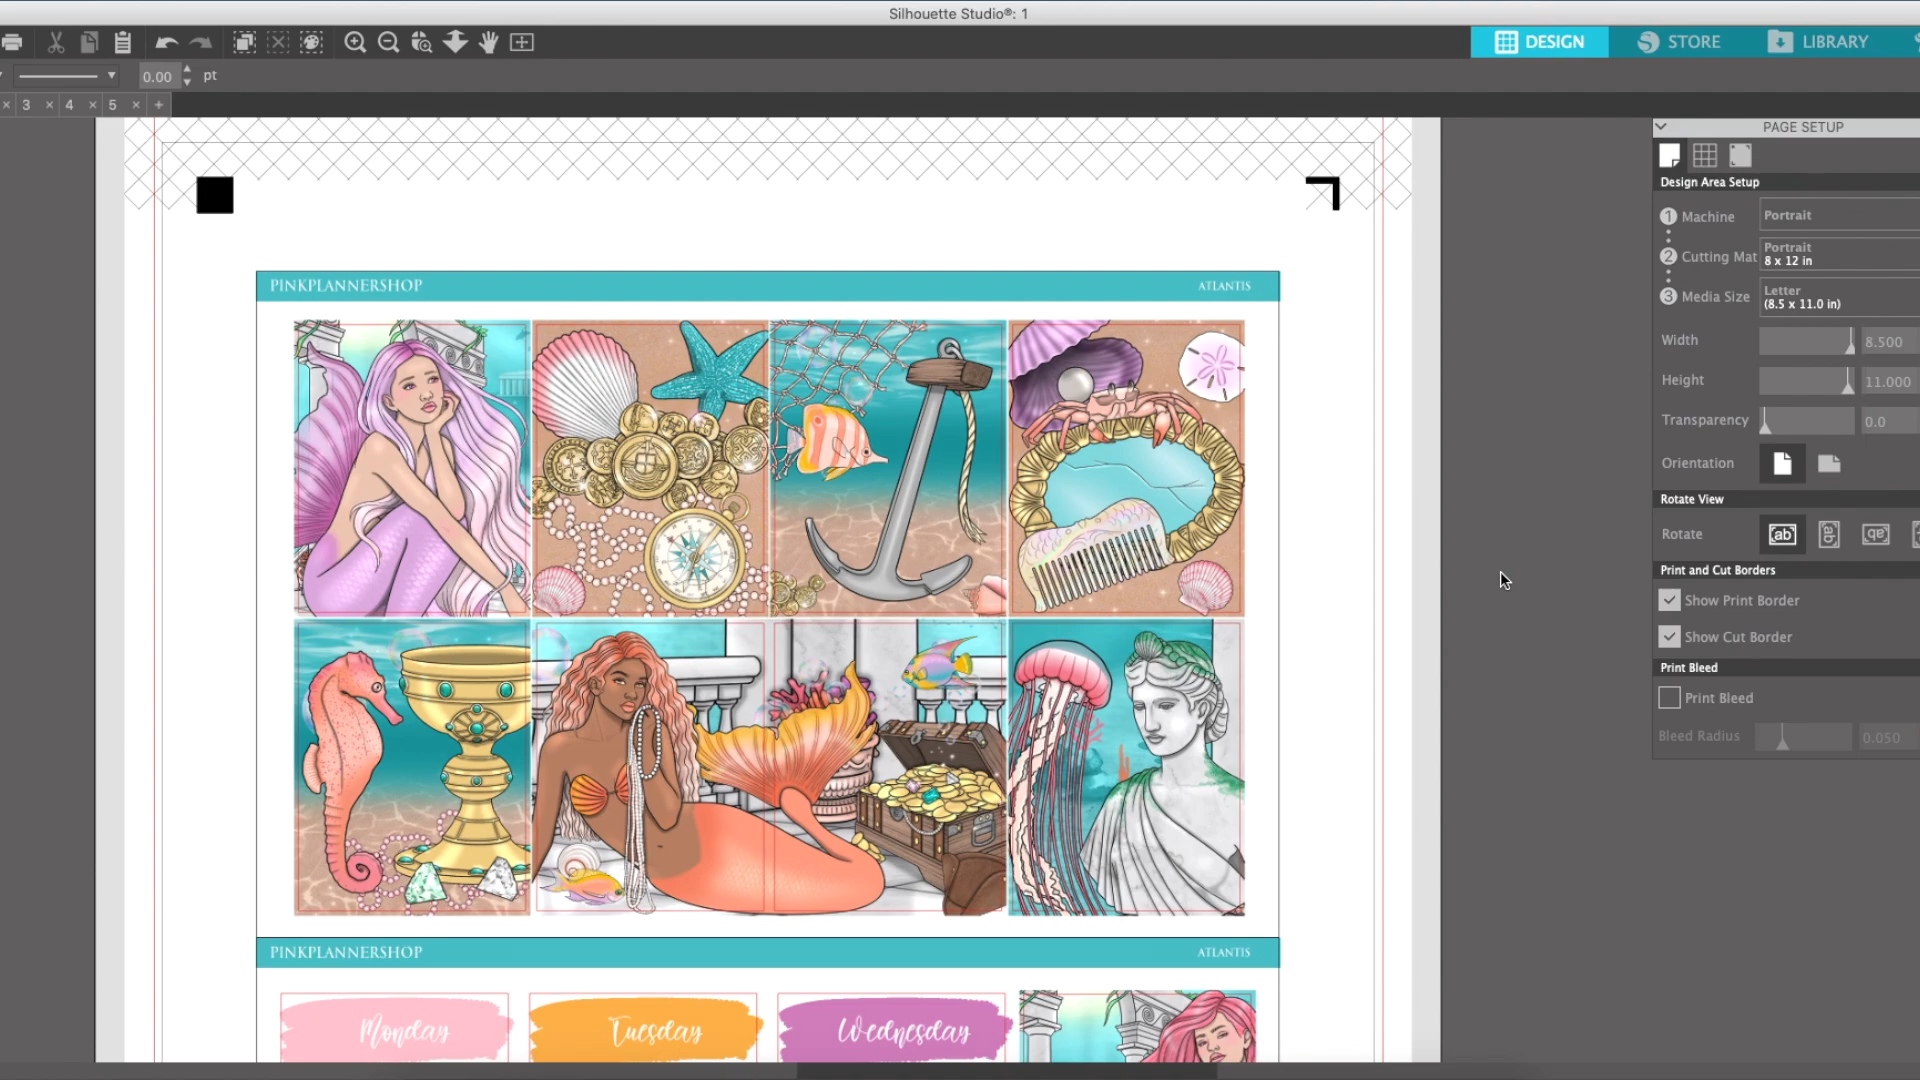 Silhouette Studio®: 1
DESIGN
STORE
LIBRARY
0.00 pt
3
4
5
PAGE SETUP
Design Area Setup
1 Machine Portrait
2 Cutting Mat Portrait
8 x 12 in
3 Media Size Letter
(8.5 x 11.0 in)
Width 8.500
Height 11.000
Transparency 0.0
Orientation
Rotate View
Rotate
Print and Cut Borders
Show Print Border
Show Cut Border
Print Bleed
Print Bleed
Bleed Radius 0.050
PINKPLANNERSHOP ATLANTIS
PINKPLANNERSHOP ATLANTIS
Monday Tuesday Wednesday